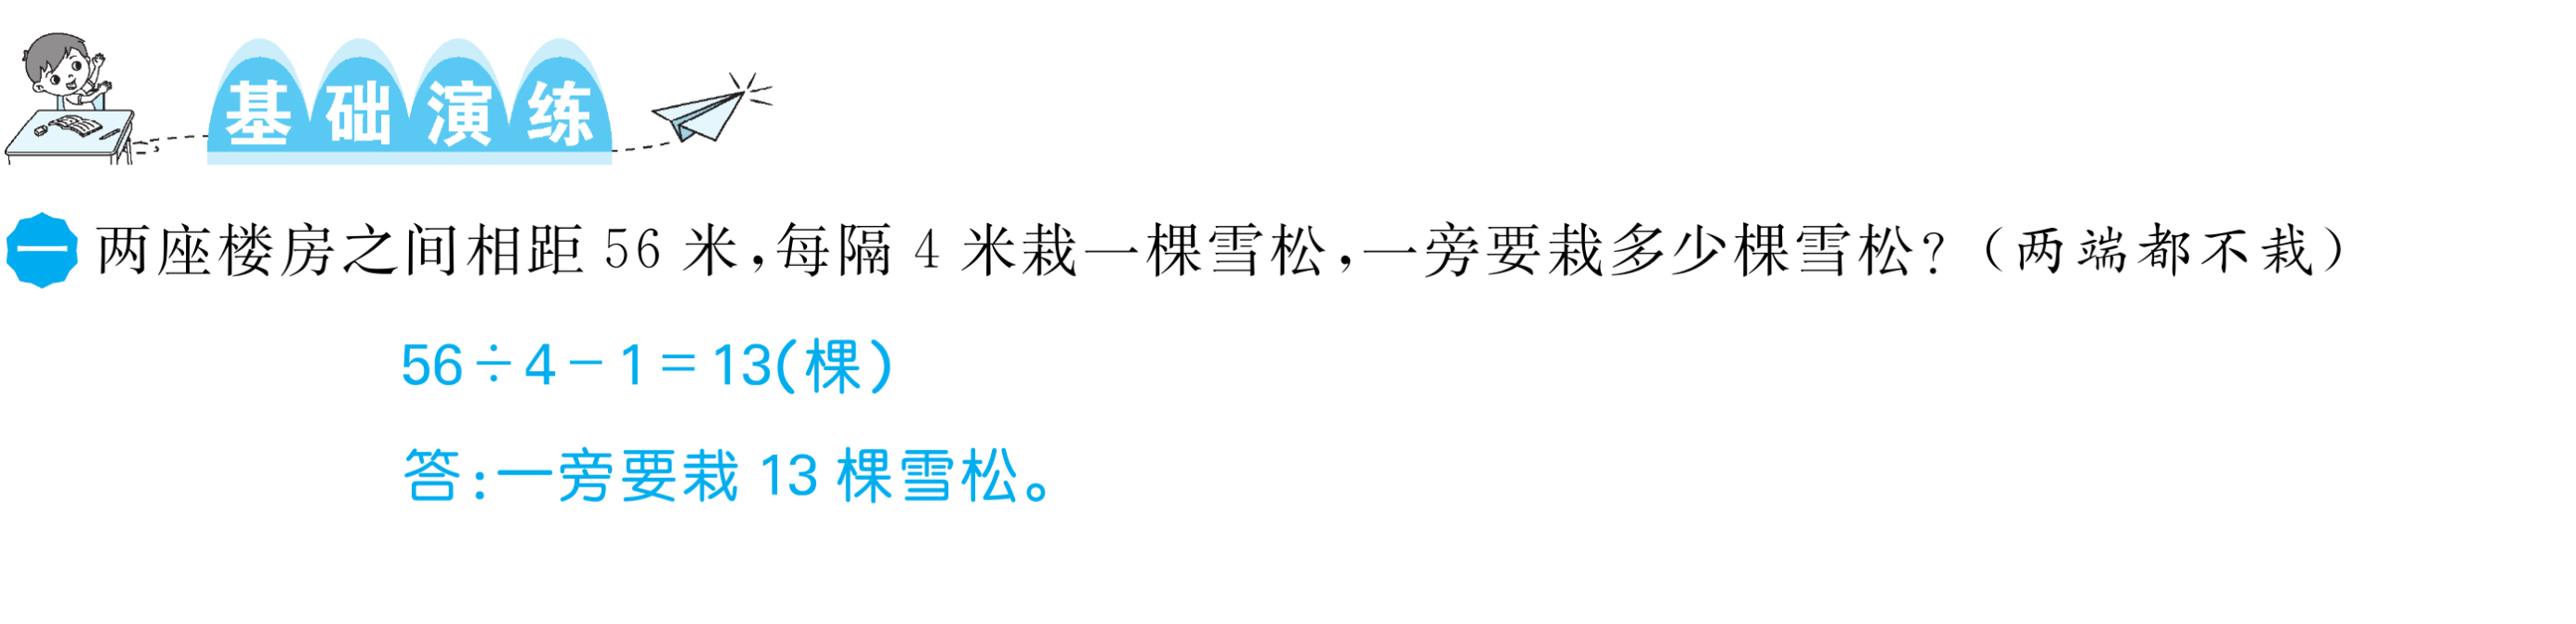 基础演练
一 两座楼房之间相距 56 米,每隔 4 米栽一棵雪松,一旁要栽多少棵雪松?(两端都不栽)
56÷4－1＝13(棵)
答:一旁要栽 13 棵雪松。